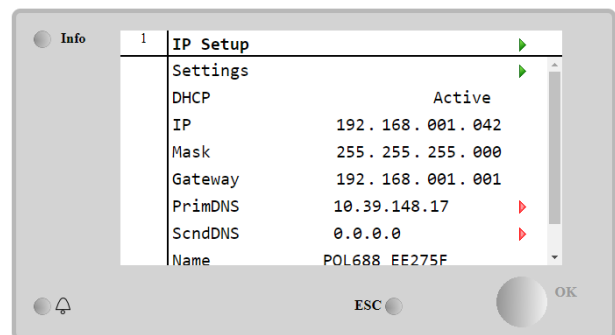 Info
1 IP Setup
Settings
DHCP Active
IP 192.168.001.042
Mask 255.255.255.000
Gateway 192.168.001.001
PrimDNS 10.39.148.17
ScndDNS 0.0.0.0
Name POL688_EE275F
ESC
OK